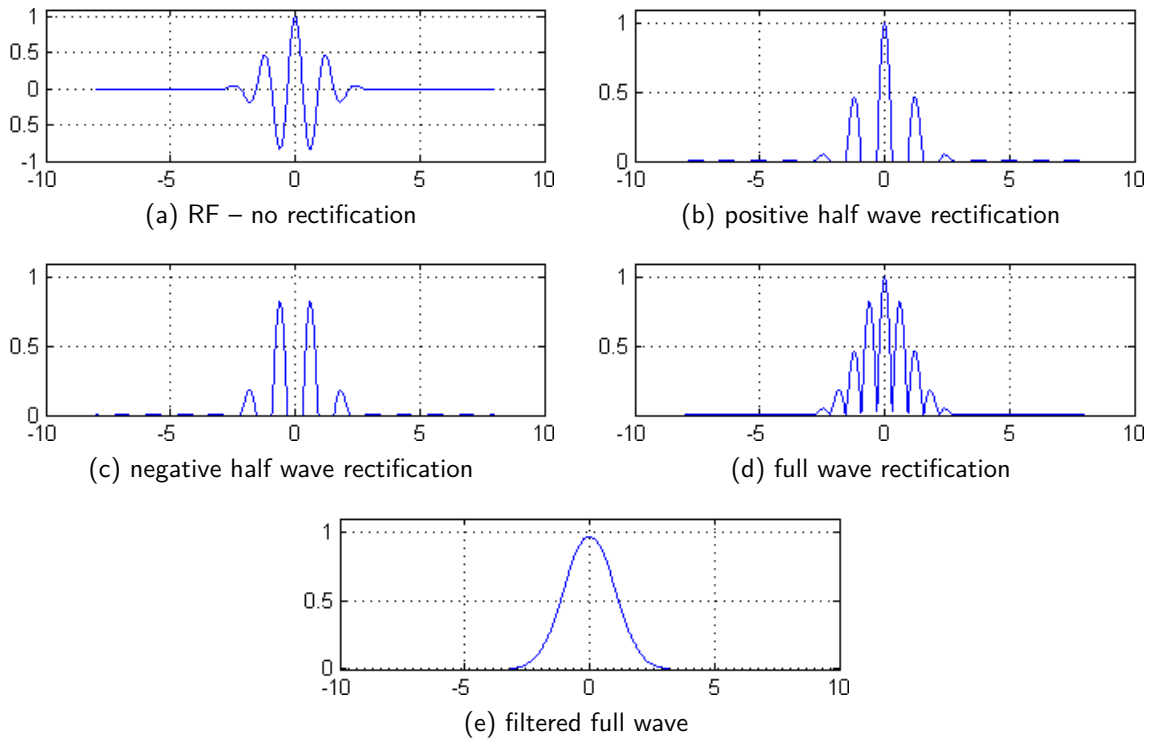 1
0.5
0
-0.5
-1
-10 -5 0 5 10
(a) RF – no rectification
1
0.5
0
-10 -5 0 5 10
(b) positive half wave rectification
1
0.5
0
-10 -5 0 5 10
(c) negative half wave rectification
1
0.5
0
-10 -5 0 5 10
(d) full wave rectification
1
0.5
0
-10 -5 0 5 10
(e) filtered full wave